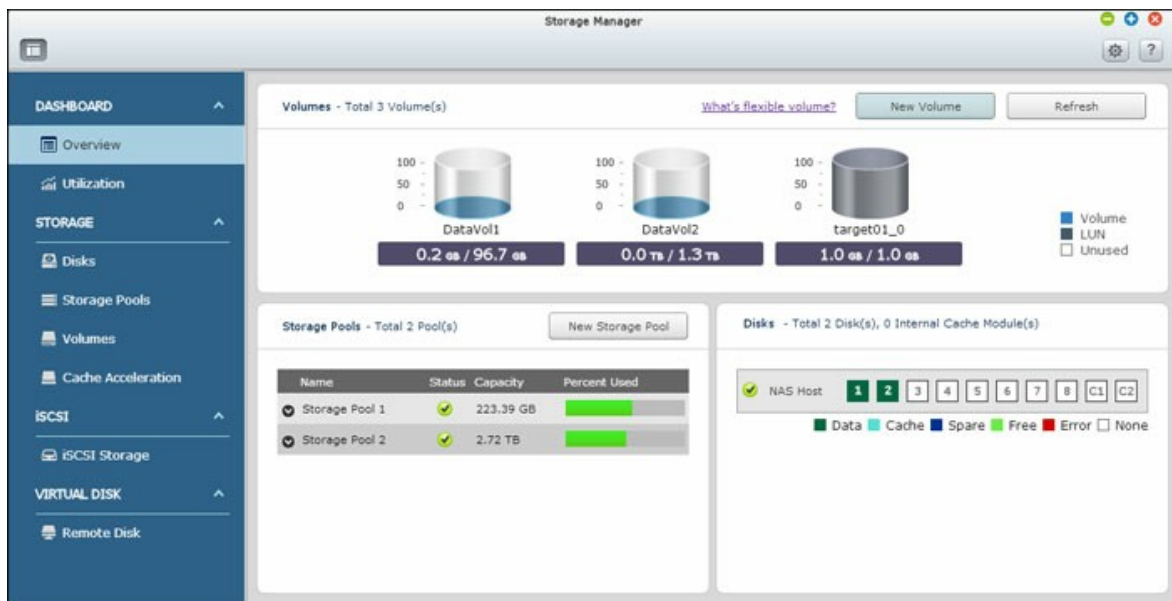 Storage Manager
?
DASHBOARD
Overview
Utilization
STORAGE
Disks
Storage Pools
Volumes
Cache Acceleration
iSCSI
iSCSI Storage
VIRTUAL DISK
Remote Disk
Volumes - Total 3 Volume(s)
What's flexible volume?
New Volume
Refresh
100
50
0
DataVol1
0.2 GB / 96.7 GB
100
50
0
DataVol2
0.0 TB / 1.3 TB
100
50
0
target01_0
1.0 GB / 1.0 GB
Volume
LUN
Unused
Storage Pools - Total 2 Pool(s)
New Storage Pool
Name Status Capacity Percent Used
Storage Pool 1 223.39 GB
Storage Pool 2 2.72 TB
Disks - Total 2 Disk(s), 0 Internal Cache Module(s)
NAS Host 1 2 3 4 5 6 7 8 C1 C2
Data Cache Spare Free Error None